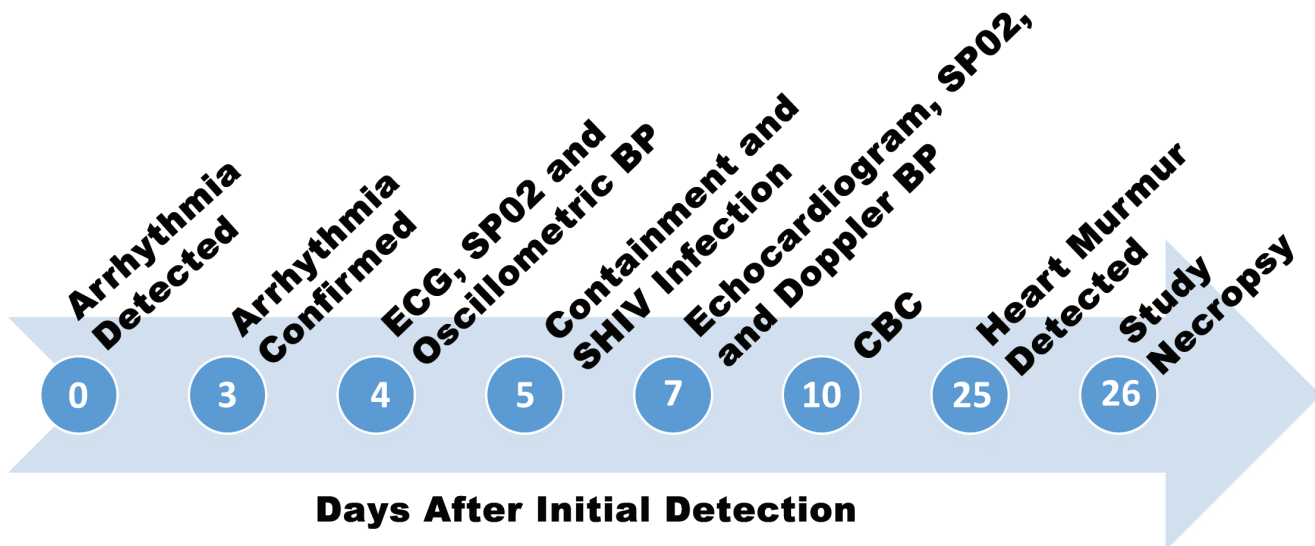 Arrhythmia
Detected
Arrhythmia
Confirmed
ECG, SP02 and
Oscillometric BP
Containment and
SHIV Infection
Echocardiogram, SP02,
and Doppler BP
CBC
Heart Murmur
Detected
Study
Necropsy
0
3
4
5
7
10
25
26
Days After Initial Detection